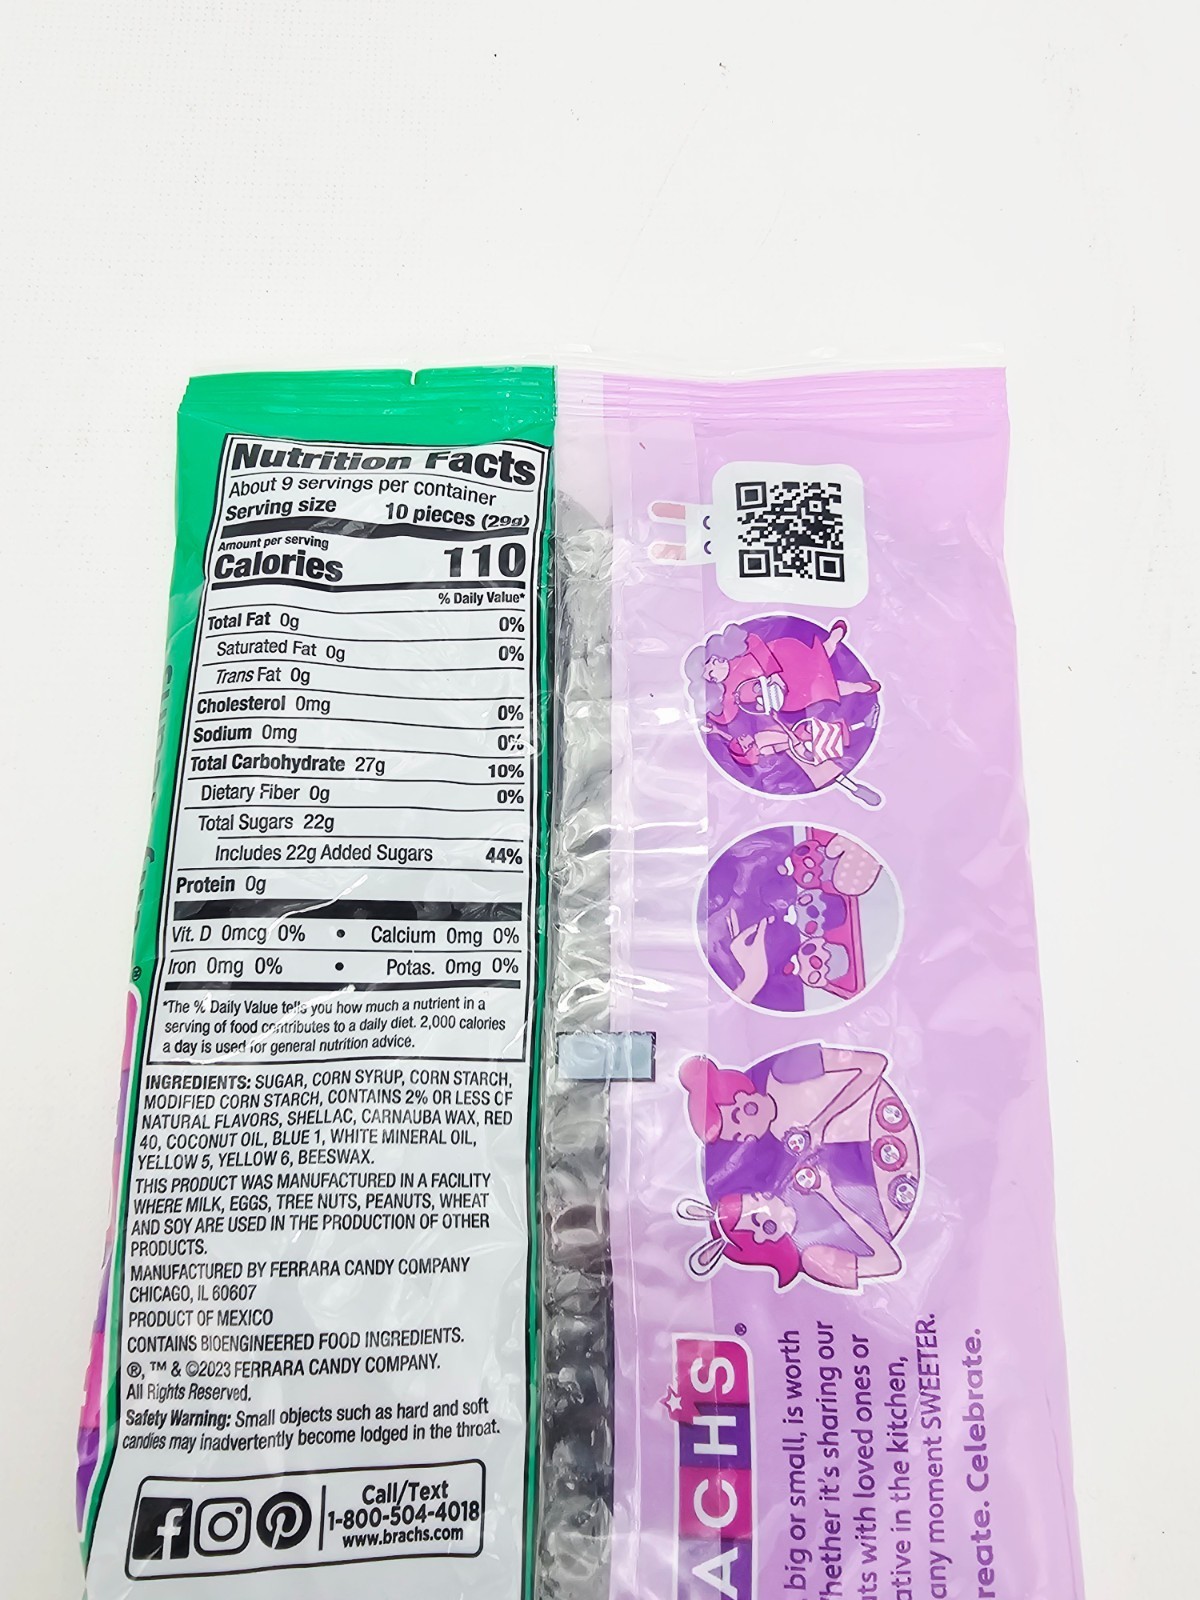 Nutrition Facts
About 9 servings per container
Serving size 10 pieces (29g)
Amount per serving
Calories 110
% Daily Value*
Total Fat 0g 0%
Saturated Fat 0g 0%
Trans Fat 0g
Cholesterol 0mg 0%
Sodium 0mg 0%
Total Carbohydrate 27g 10%
Dietary Fiber 0g 0%
Total Sugars 22g
Includes 22g Added Sugars 44%
Protein 0g
Vit. D 0mcg 0% • Calcium 0mg 0%
Iron 0mg 0% • Potas. 0mg 0%
*The % Daily Value tells you how much a nutrient in a
serving of food contributes to a daily diet. 2,000 calories
a day is used for general nutrition advice.
INGREDIENTS: SUGAR, CORN SYRUP, CORN STARCH,
MODIFIED CORN STARCH, CONTAINS 2% OR LESS OF
NATURAL FLAVORS, SHELLAC, CARNAUBA WAX, RED
40, COCONUT OIL, BLUE 1, WHITE MINERAL OIL,
YELLOW 5, YELLOW 6, BEESWAX.
THIS PRODUCT WAS MANUFACTURED IN A FACILITY
WHERE MILK, EGGS, TREE NUTS, PEANUTS, WHEAT
AND SOY ARE USED IN THE PRODUCTION OF OTHER
PRODUCTS.
MANUFACTURED BY FERRARA CANDY COMPANY
CHICAGO, IL 60607
PRODUCT OF MEXICO
CONTAINS BIOENGINEERED FOOD INGREDIENTS.
®, ™ & ©2023 FERRARA CANDY COMPANY.
All Rights Reserved.
Safety Warning: Small objects such as hard and soft
candies may inadvertently become lodged in the throat.
Call/Text
1-800-504-4018
www.brachs.com
ACHS®
big or small, is worth
hether it's sharing our
ts with loved ones or
ative in the kitchen,
any moment SWEETER.
reate. Celebrate.